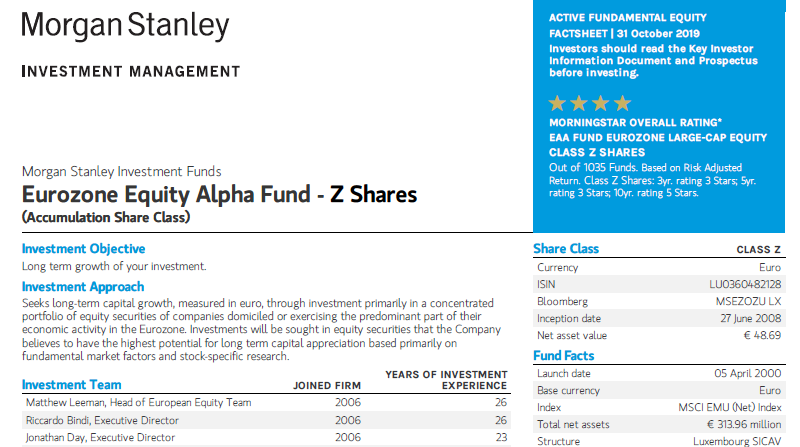 Morgan Stanley
INVESTMENT MANAGEMENT
ACTIVE FUNDAMENTAL EQUITY
FACTSHEET | 31 October 2019
Investors should read the Key Investor
Information Document and Prospectus
before investing.
MORNINGSTAR OVERALL RATING*
EAA FUND EUROZONE LARGE-CAP EQUITY
CLASS Z SHARES
Out of 1035 Funds. Based on Risk Adjusted
Return. Class Z Shares: 3yr. rating 3 Stars; 5yr.
rating 3 Stars; 10yr. rating 5 Stars.
Morgan Stanley Investment Funds
Eurozone Equity Alpha Fund - Z Shares
(Accumulation Share Class)
Investment Objective
Long term growth of your investment.
Investment Approach
Seeks long-term capital growth, measured in euro, through investment primarily in a concentrated
portfolio of equity securities of companies domiciled or exercising the predominant part of their
economic activity in the Eurozone. Investments will be sought in equity securities that the Company
believes to have the highest potential for long term capital appreciation based primarily on
fundamental market factors and stock-specific research.
Investment Team JOINED FIRM YEARS OF INVESTMENT
EXPERIENCE
Matthew Leeman, Head of European Equity Team 2006 26
Riccardo Bindi, Executive Director 2006 26
Jonathan Day, Executive Director 2006 23
Share Class CLASS Z
Currency Euro
ISIN LU0360482128
Bloomberg MSEZOZU LX
Inception date 27 June 2008
Net asset value € 48.69
Fund Facts
Launch date 05 April 2000
Base currency Euro
Index MSCI EMU (Net) Index
Total net assets € 313.96 million
Structure Luxembourg SICAV